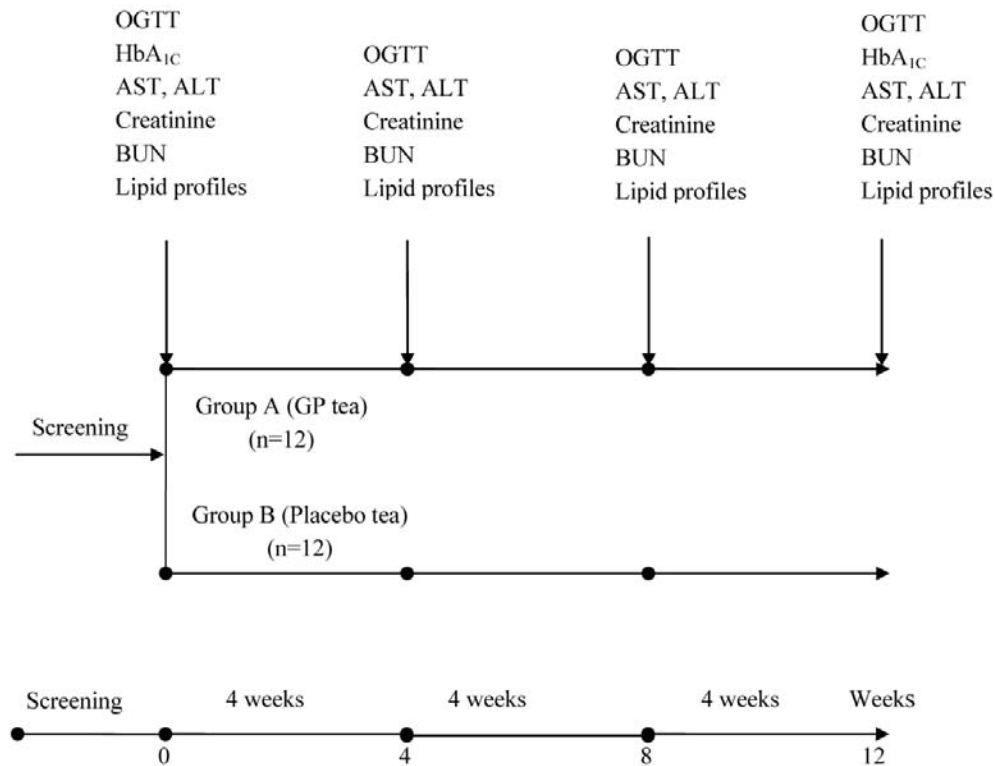 OGTT
HbA1C
AST, ALT
Creatinine
BUN
Lipid profiles
OGTT
AST, ALT
Creatinine
BUN
Lipid profiles
OGTT
AST, ALT
Creatinine
BUN
Lipid profiles
OGTT
HbA1C
AST, ALT
Creatinine
BUN
Lipid profiles
Screening
Group A (GP tea)
(n=12)
Group B (Placebo tea)
(n=12)
Screening 4 weeks 4 weeks 4 weeks Weeks
0 4 8 12